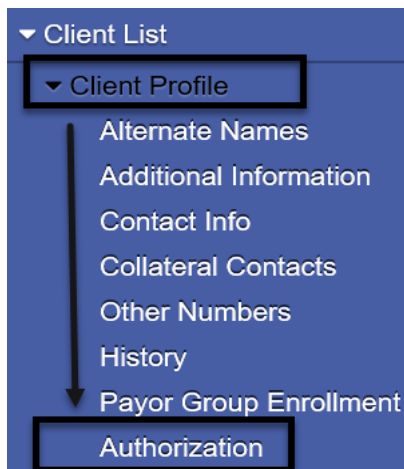 Client List
Client Profile
Alternate Names
Additional Information
Contact Info
Collateral Contacts
Other Numbers
History
Payor Group Enrollment
Authorization